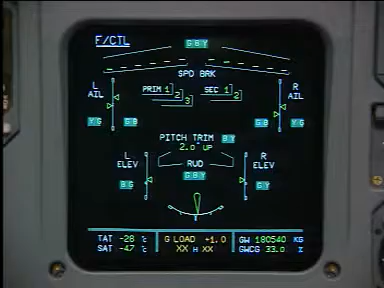 F/CTL
G B Y
SPD BRK
L AIL
PRIM 1 2 3
SEC 1 2
R AIL
Y G
G B
G B
Y G
PITCH TRIM B Y
2.0° UP
L ELEV
RUD
R ELEV
B G
G B Y
G Y
TAT -28 °C G LOAD +1.0 GW 180540 KG
SAT -47 °C XX H XX GWCG 33.0 %